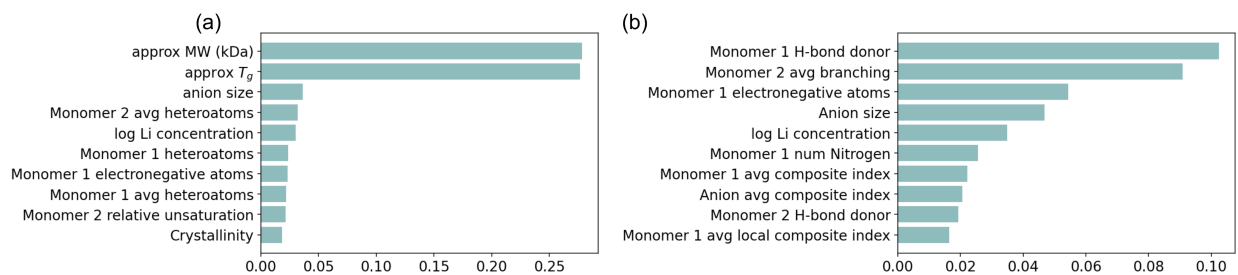 (a)
approx MW (kDa)
approx T_g
anion size
Monomer 2 avg heteroatoms
log Li concentration
Monomer 1 heteroatoms
Monomer 1 electronegative atoms
Monomer 1 avg heteroatoms
Monomer 2 relative unsaturation
Crystallinity
0.00 0.05 0.10 0.15 0.20 0.25
(b)
Monomer 1 H-bond donor
Monomer 2 avg branching
Monomer 1 electronegative atoms
Anion size
log Li concentration
Monomer 1 num Nitrogen
Monomer 1 avg composite index
Anion avg composite index
Monomer 2 H-bond donor
Monomer 1 avg local composite index
0.00 0.02 0.04 0.06 0.08 0.10